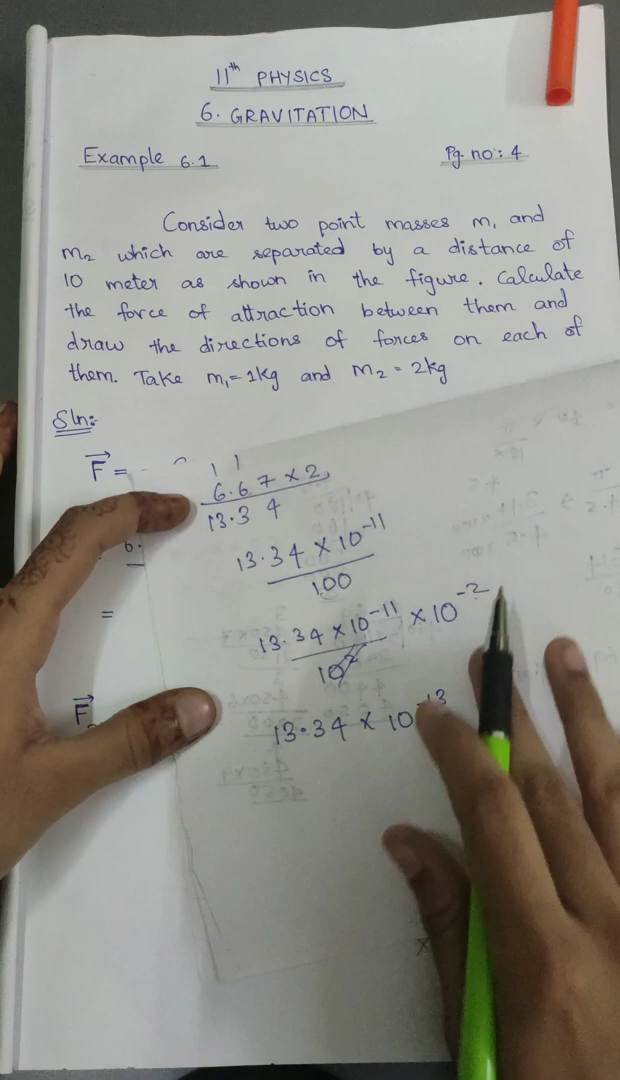 11th PHYSICS
6. GRAVITATION
Example 6.1 Pg no: 4
Consider two point masses m, and
m₂ which are separated by a distance of
10 meter as shown in the figure. Calculate
the force of attraction between them and
draw the directions of forces on each of
them. Take m₁=1kg and m₂=2kg
Sln:-
F⃗ =
1 1
6.67 x 2
13.34
6.
13.34 x 10⁻¹¹
100
=
13.34 x 10⁻¹¹ x 10⁻²
10²
F⃗
13.34 x 10⁻¹³